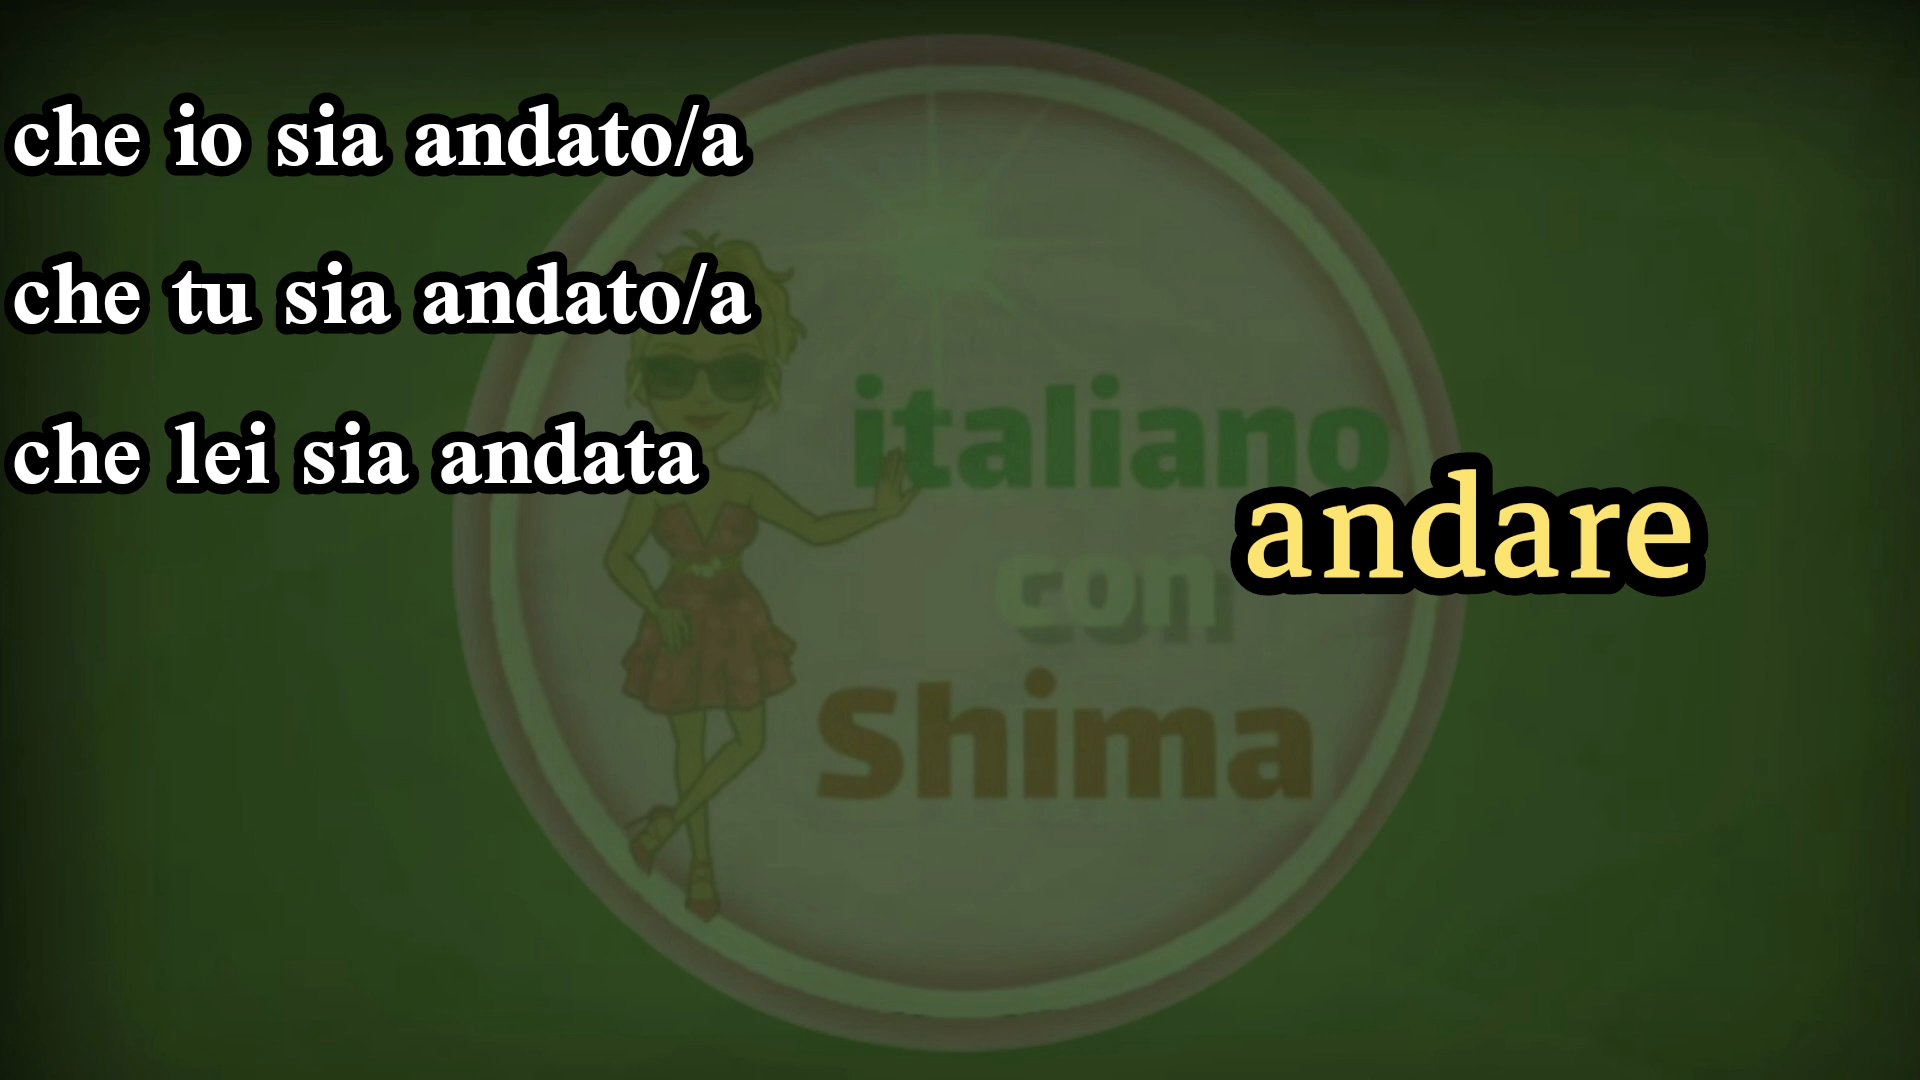 che io sia andato/a
che tu sia andato/a
che lei sia andata
andare
italiano
con
Shima